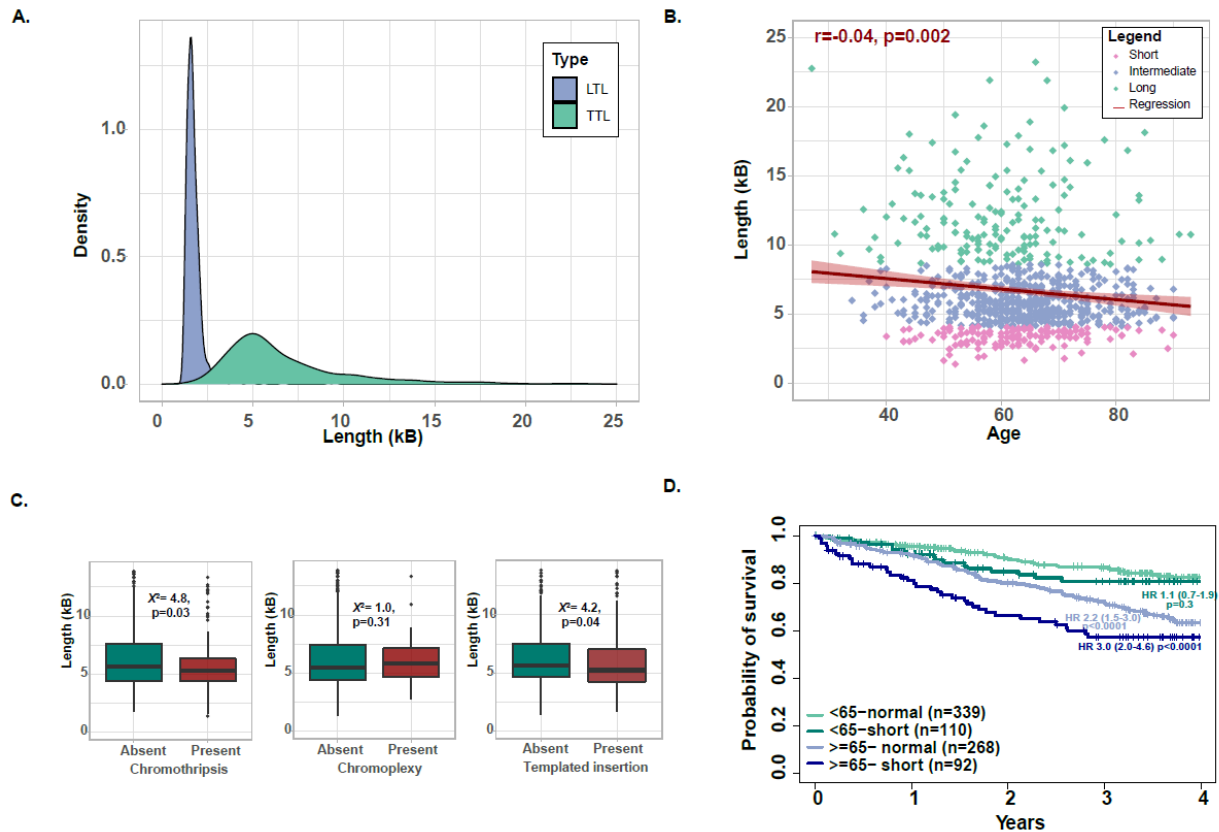 A.
Density
1.0
0.5
0.0
0
5
10
15
20
25
Length (kB)
Type
LTL
TTL
B.
r=-0.04, p=0.002
Legend
Short
Intermediate
Long
Regression
Length (kB)
25
20
15
10
5
0
40
60
80
Age
C.
Length (kB)
10
5
0
X²= 4.8,
p=0.03
Absent
Present
Chromothripsis
Length (kB)
10
5
0
X²= 1.0,
p=0.31
Absent
Present
Chromoplexy
Length (kB)
10
5
0
X²= 4.2,
p=0.04
Absent
Present
Templated insertion
D.
Probability of survival
1.0
0.8
0.6
0.4
0.2
0.0
HR 1.1 (0.7-1.9)
p=0.3
HR 2.2 (1.5-3.0)
p<0.0001
HR 3.0 (2.0-4.6) p<0.0001
<65-normal (n=339)
<65-short (n=110)
>=65- normal (n=268)
>=65- short (n=92)
0
1
2
3
4
Years